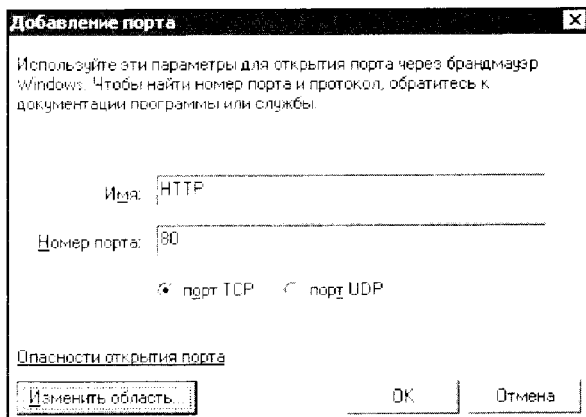 Добавление порта
Используйте эти параметры для открытия порта через брандмауэр
Windows. Чтобы найти номер порта и протокол, обратитесь к
документации программы или службы.
Имя: HTTP
Номер порта: 80
порт TCP порт UDP
Опасности открытия порта
Изменить область... OK Отмена